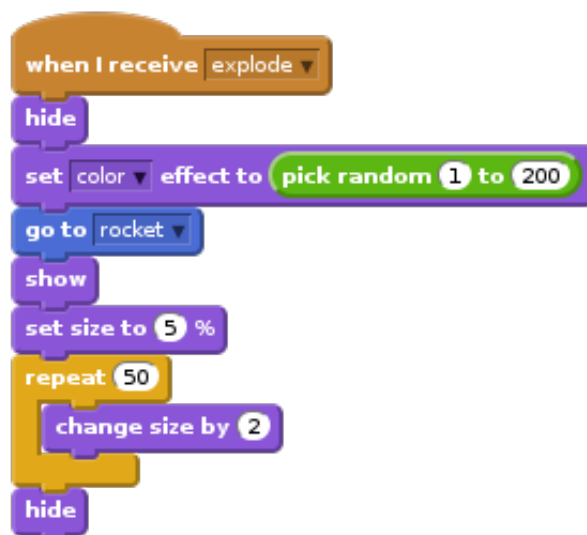 when I receive explode
hide
set color effect to pick random 1 to 200
go to rocket
show
set size to 5 %
repeat 50
change size by 2
hide